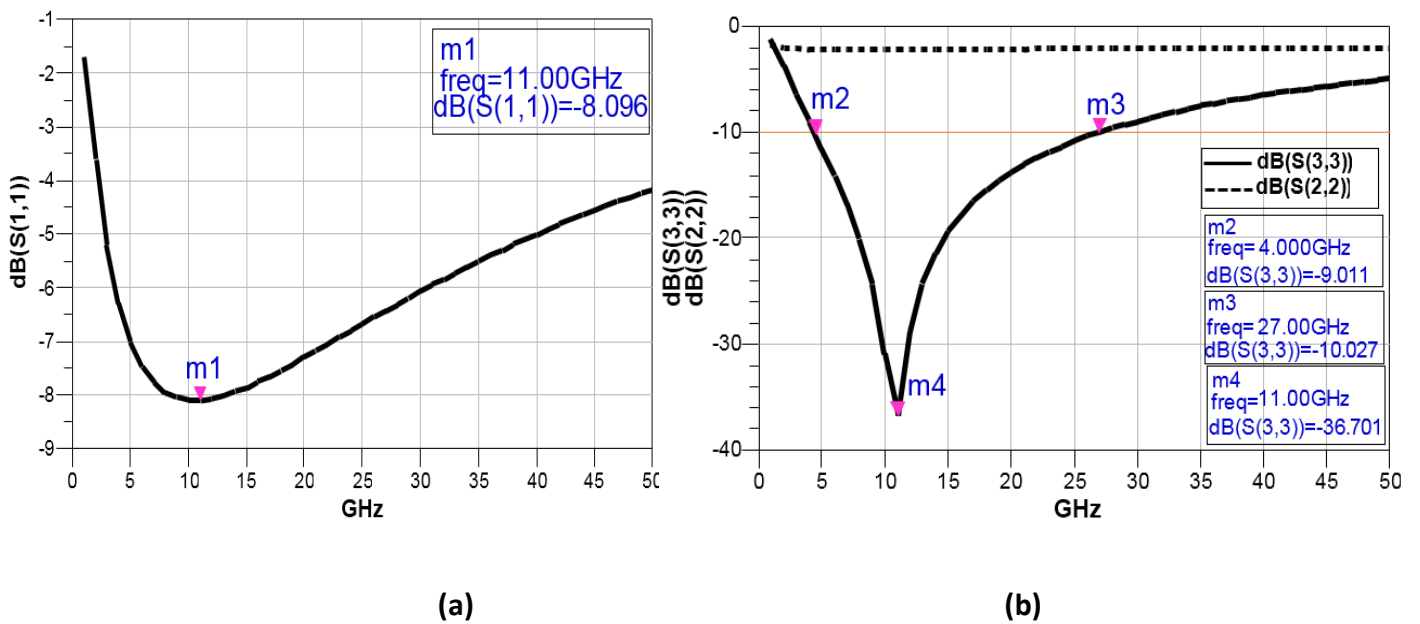 -1
-2
-3
-4
-5
-6
-7
-8
-9
dB(S(1,1))
m1
freq=11.00GHz
dB(S(1,1))=-8.096
m1
0 5 10 15 20 25 30 35 40 45 50
GHz
(a)
0
-10
-20
-30
-40
dB(S(3,3))
dB(S(2,2))
m2
m3
m4
dB(S(3,3))
dB(S(2,2))
m2
freq= 4.000GHz
dB(S(3,3))=-9.011
m3
freq= 27.00GHz
dB(S(3,3))=-10.027
m4
freq=11.00GHz
dB(S(3,3))=-36.701
0 5 10 15 20 25 30 35 40 45 50
GHz
(b)